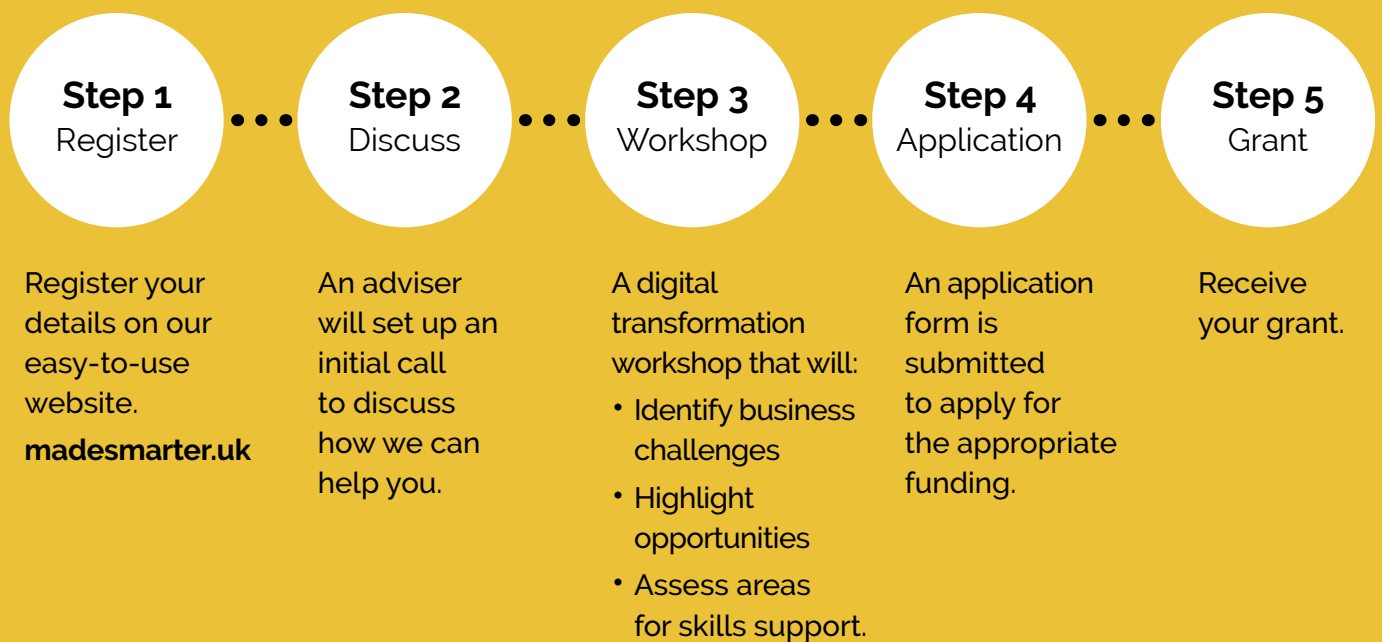 Step 1
Register
Register your
details on our
easy-to-use
website.
madesmarter.uk
Step 2
Discuss
An adviser
will set up an
initial call
to discuss
how we can
help you.
Step 3
Workshop
A digital
transformation
workshop that will:
• Identify business
challenges
• Highlight
opportunities
• Assess areas
for skills support.
Step 4
Application
An application
form is
submitted
to apply for
the appropriate
funding.
Step 5
Grant
Receive
your grant.